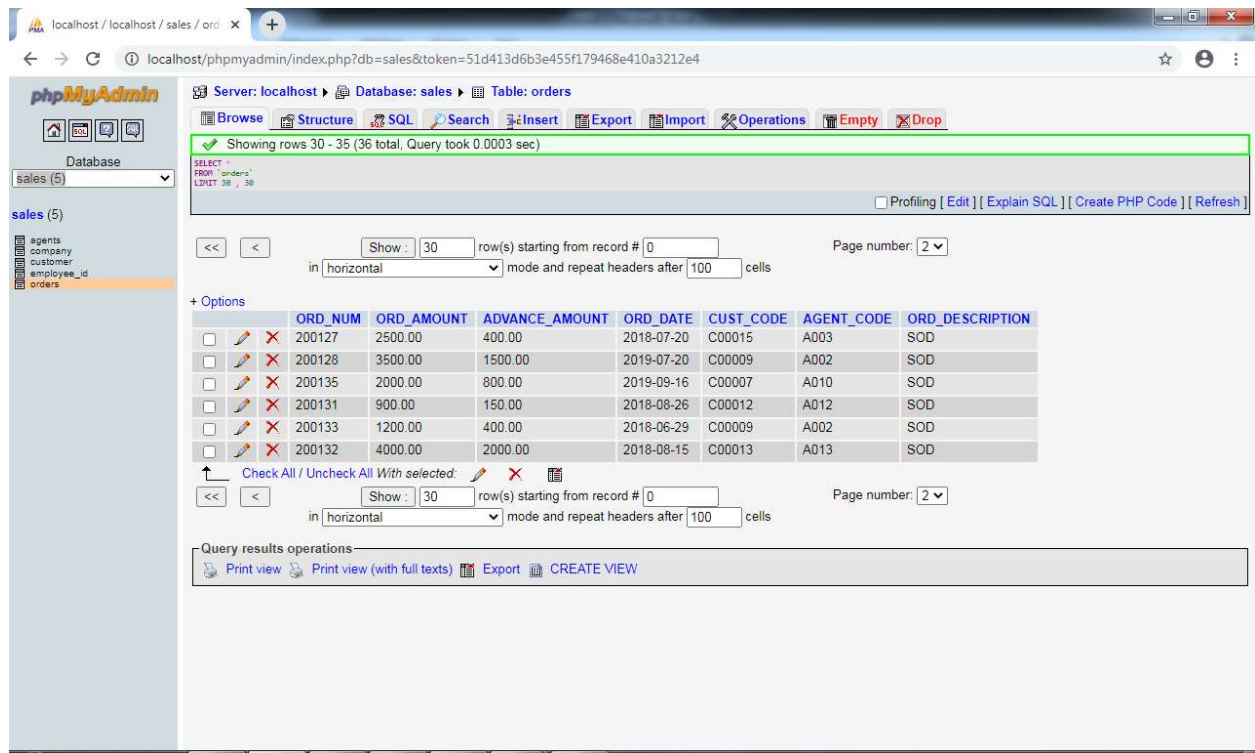 localhost / localhost / sales / ord
localhost/phpmyadmin/index.php?db=sales&token=51d413d6b3e455f179468e410a3212e4
phpMyAdmin
Database
sales (5)
sales (5)
agents
company
customer
employee_id
orders
Server: localhost Database: sales Table: orders
Browse Structure SQL Search Insert Export Import Operations Empty Drop
Showing rows 30 - 35 (36 total, Query took 0.0003 sec)
SELECT *
FROM `orders`
LIMIT 30 , 30
Profiling [ Edit ] [ Explain SQL ] [ Create PHP Code ] [ Refresh ]
<< < Show : 30 row(s) starting from record # 0 Page number: 2
in horizontal mode and repeat headers after 100 cells
+ Options
ORD_NUM ORD_AMOUNT ADVANCE_AMOUNT ORD_DATE CUST_CODE AGENT_CODE ORD_DESCRIPTION
200127 2500.00 400.00 2018-07-20 C00015 A003 SOD
200128 3500.00 1500.00 2019-07-20 C00009 A002 SOD
200135 2000.00 800.00 2019-09-16 C00007 A010 SOD
200131 900.00 150.00 2018-08-26 C00012 A012 SOD
200133 1200.00 400.00 2018-06-29 C00009 A002 SOD
200132 4000.00 2000.00 2018-08-15 C00013 A013 SOD
Check All / Uncheck All With selected:
<< < Show : 30 row(s) starting from record # 0 Page number: 2
in horizontal mode and repeat headers after 100 cells
Query results operations
Print view Print view (with full texts) Export CREATE VIEW